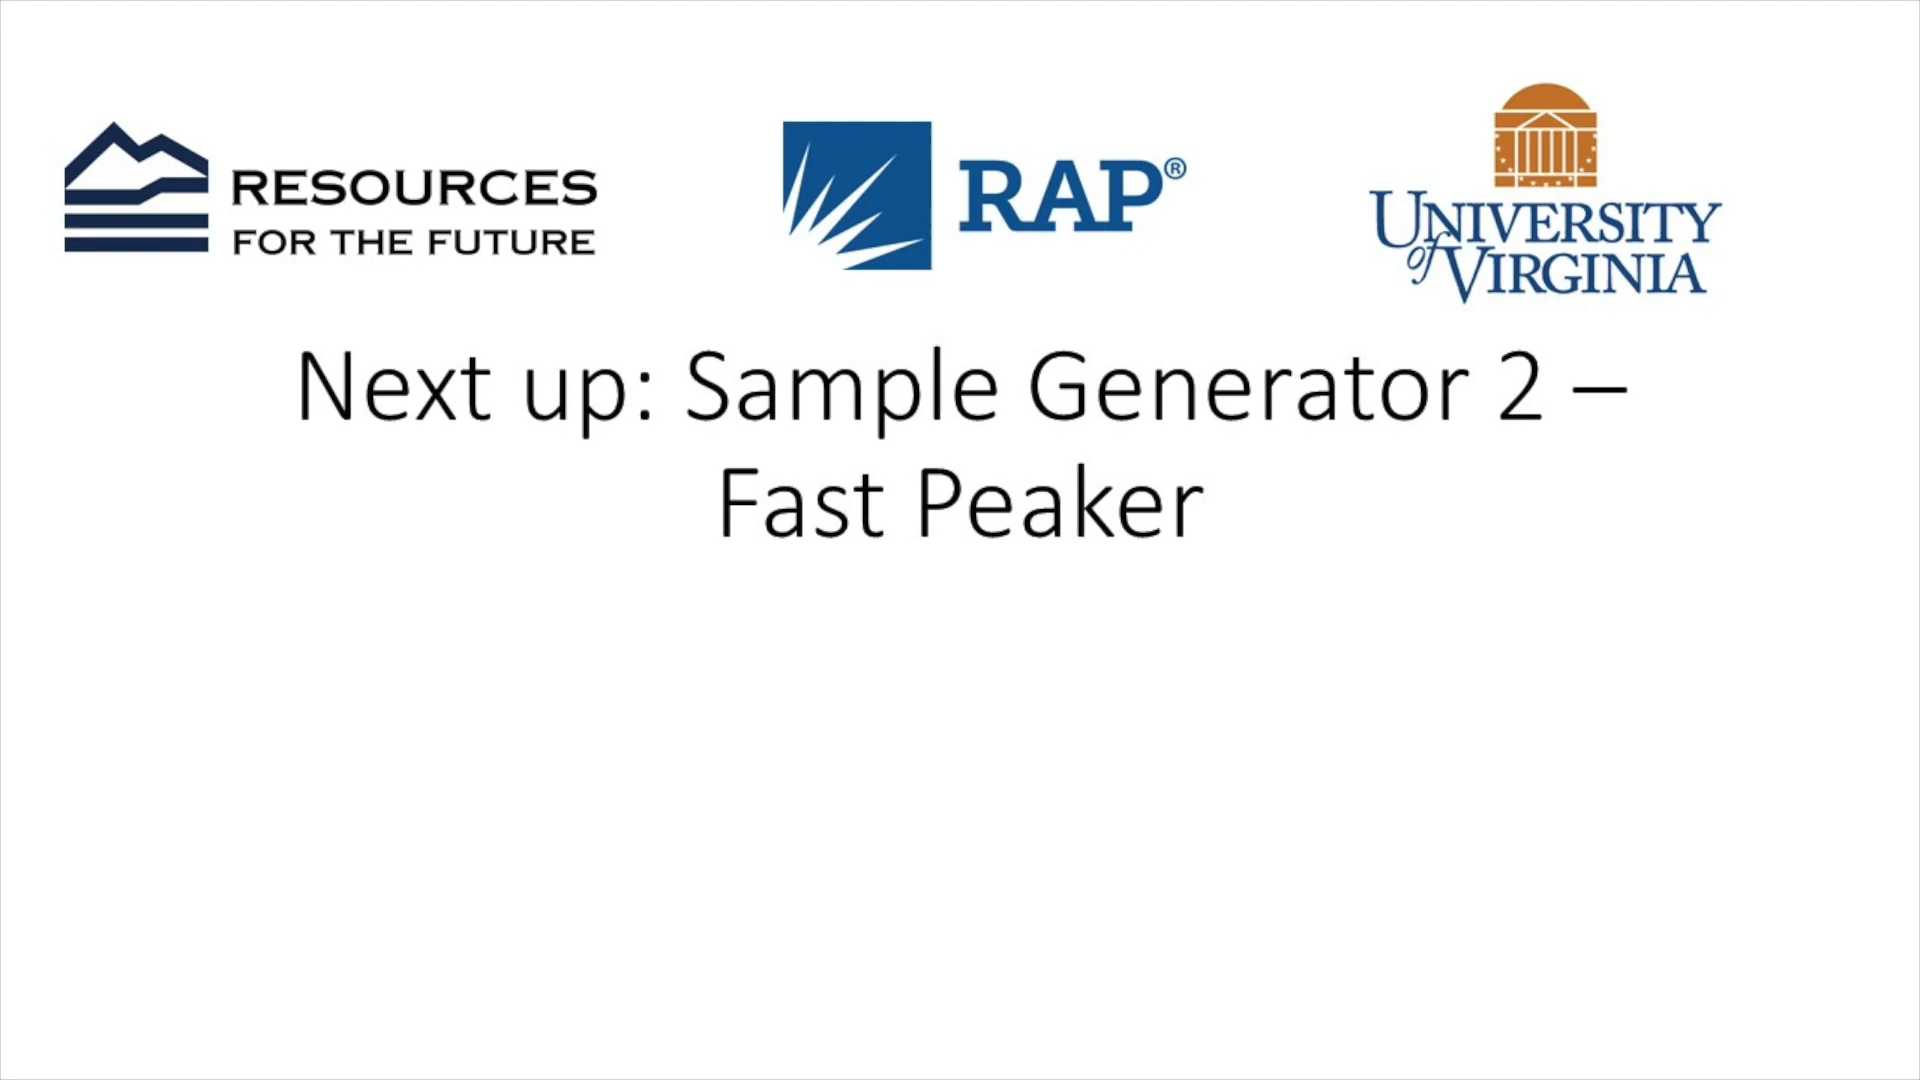 RESOURCES
FOR THE FUTURE
RAP®
UNIVERSITY
of VIRGINIA
Next up: Sample Generator 2 –
Fast Peaker